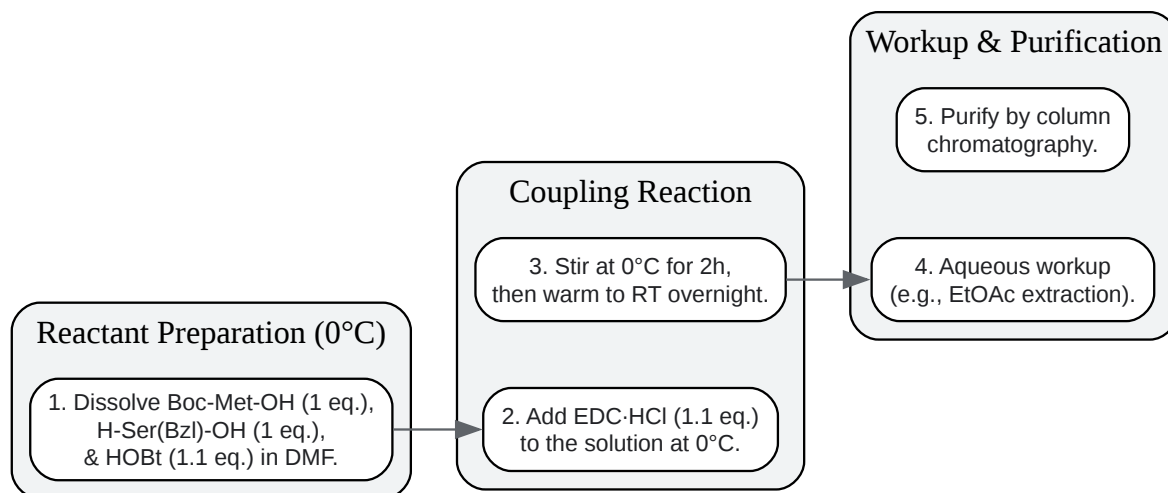 Reactant Preparation (0°C)
1. Dissolve Boc-Met-OH (1 eq.),
H-Ser(Bzl)-OH (1 eq.),
& HOBt (1.1 eq.) in DMF.
Coupling Reaction
3. Stir at 0°C for 2h,
then warm to RT overnight.
2. Add EDC·HCl (1.1 eq.)
to the solution at 0°C.
Workup & Purification
5. Purify by column
chromatography.
4. Aqueous workup
(e.g., EtOAc extraction).